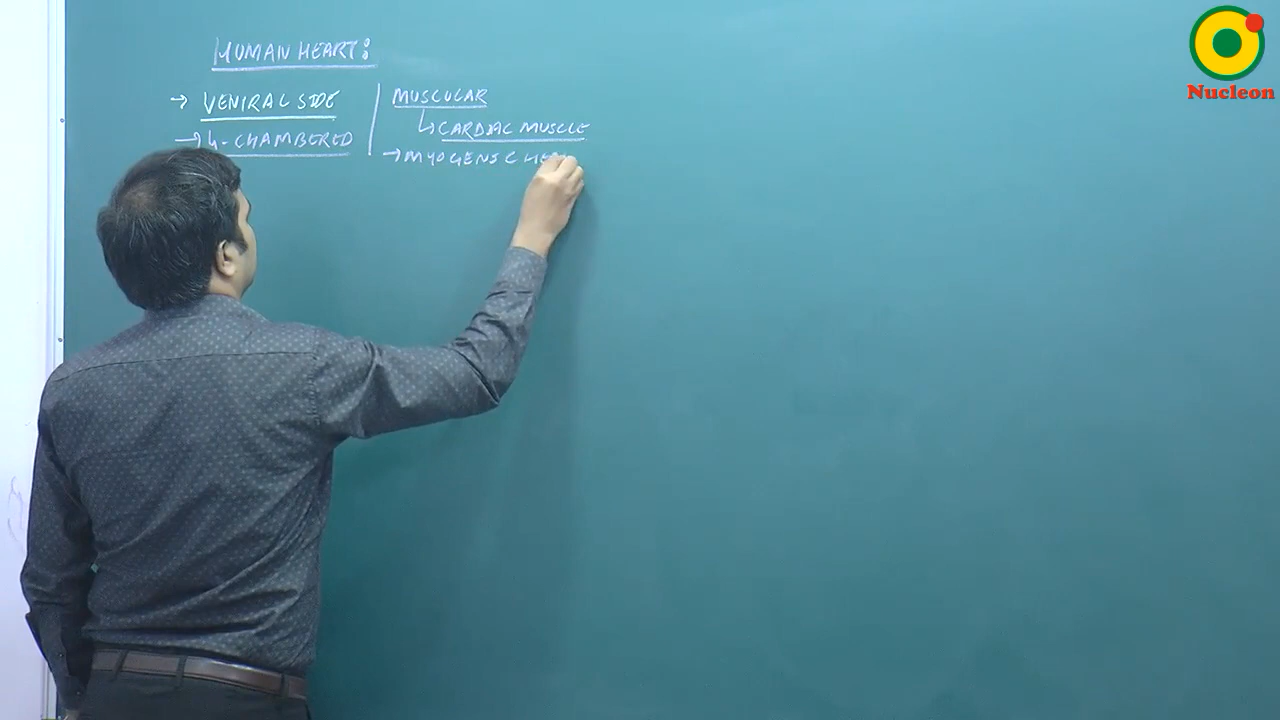 HUMAN HEART:
→ VENTRAL SIDE
→ 4-CHAMBERED
MUSCULAR
↳ CARDIAC MUSCLE
→ MYOGENIC
Nucleon